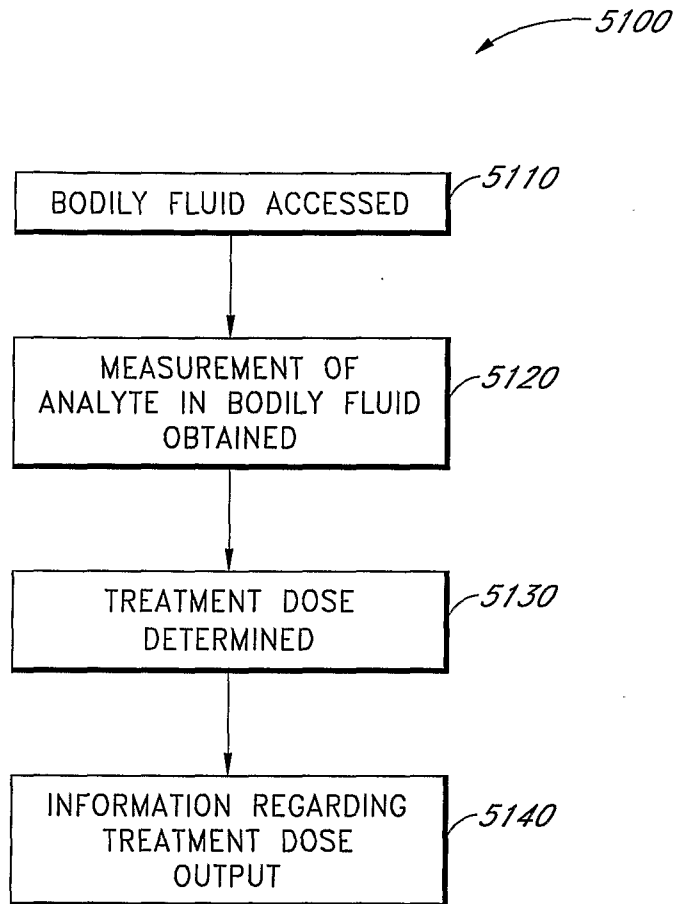 5100
BODILY FLUID ACCESSED
5110
MEASUREMENT OF
ANALYTE IN BODILY FLUID
OBTAINED
5120
TREATMENT DOSE
DETERMINED
5130
INFORMATION REGARDING
TREATMENT DOSE
OUTPUT
5140